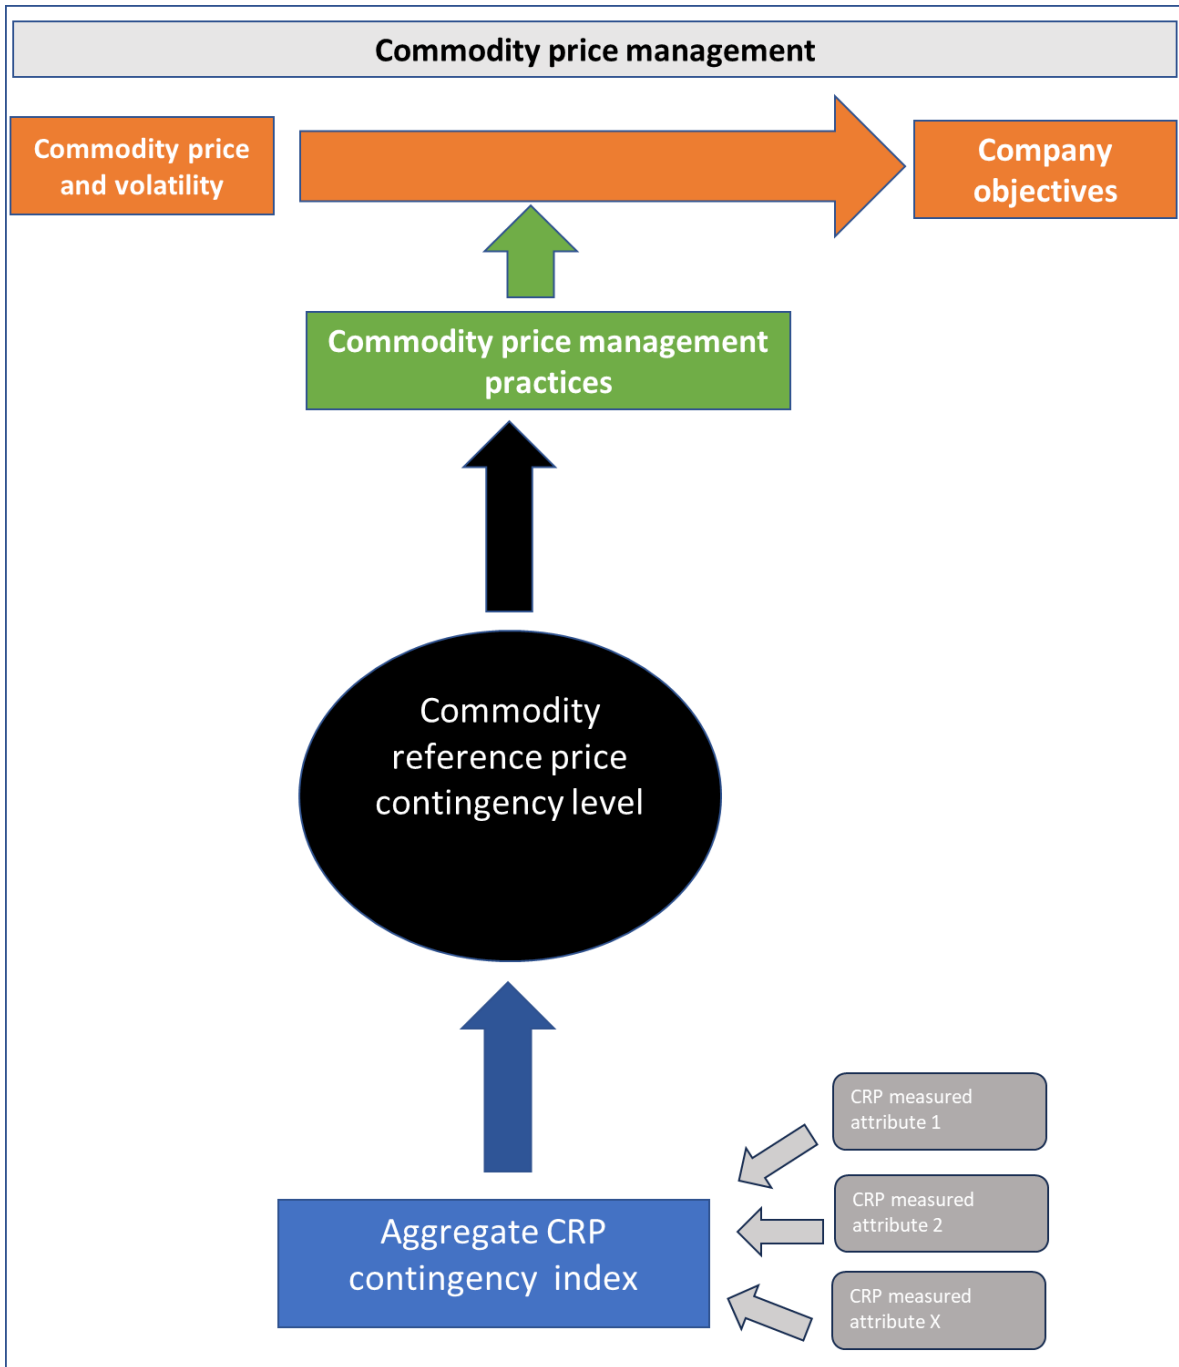 Commodity price management
Commodity price
and volatility
Company
objectives
Commodity price management
practices
Commodity
reference price
contingency level
CRP measured
attribute 1
CRP measured
attribute 2
Aggregate CRP
contingency index
CRP measured
attribute X